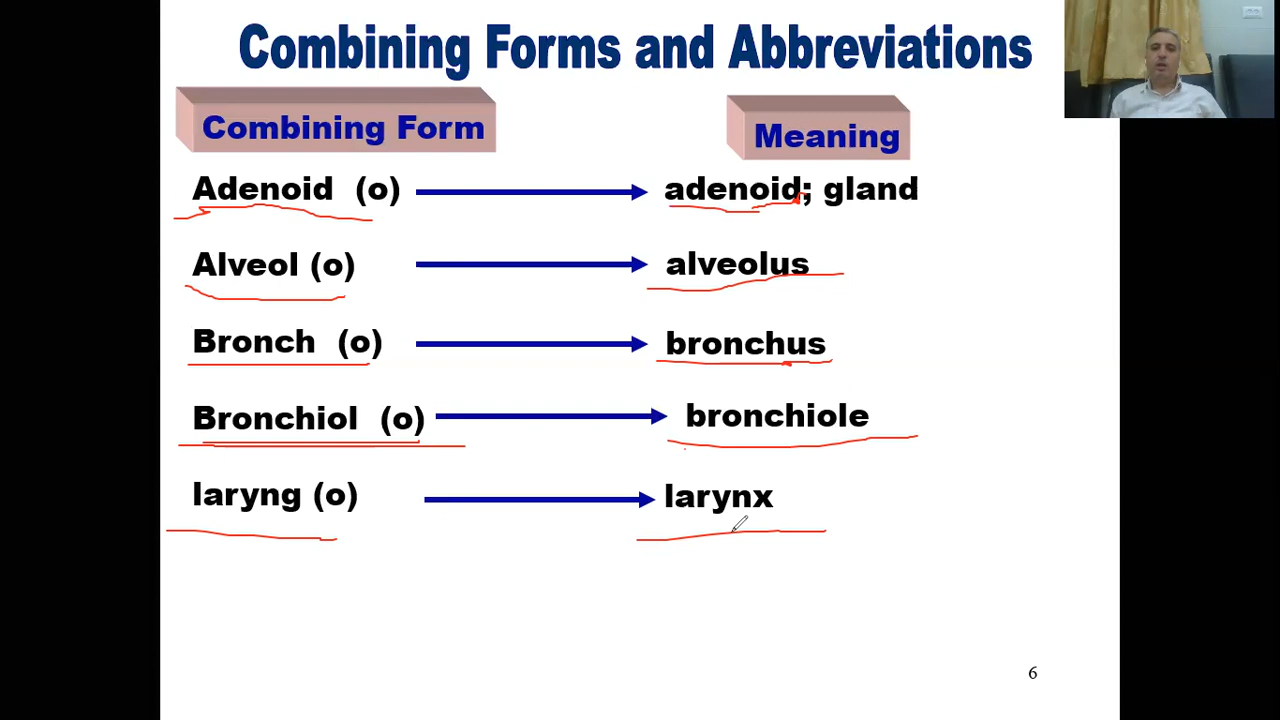 Combining Forms and Abbreviations
Combining Form
Meaning
Adenoid (o)
adenoid; gland
Alveol (o)
alveolus
Bronch (o)
bronchus
Bronchiol (o)
bronchiole
laryng (o)
larynx
6